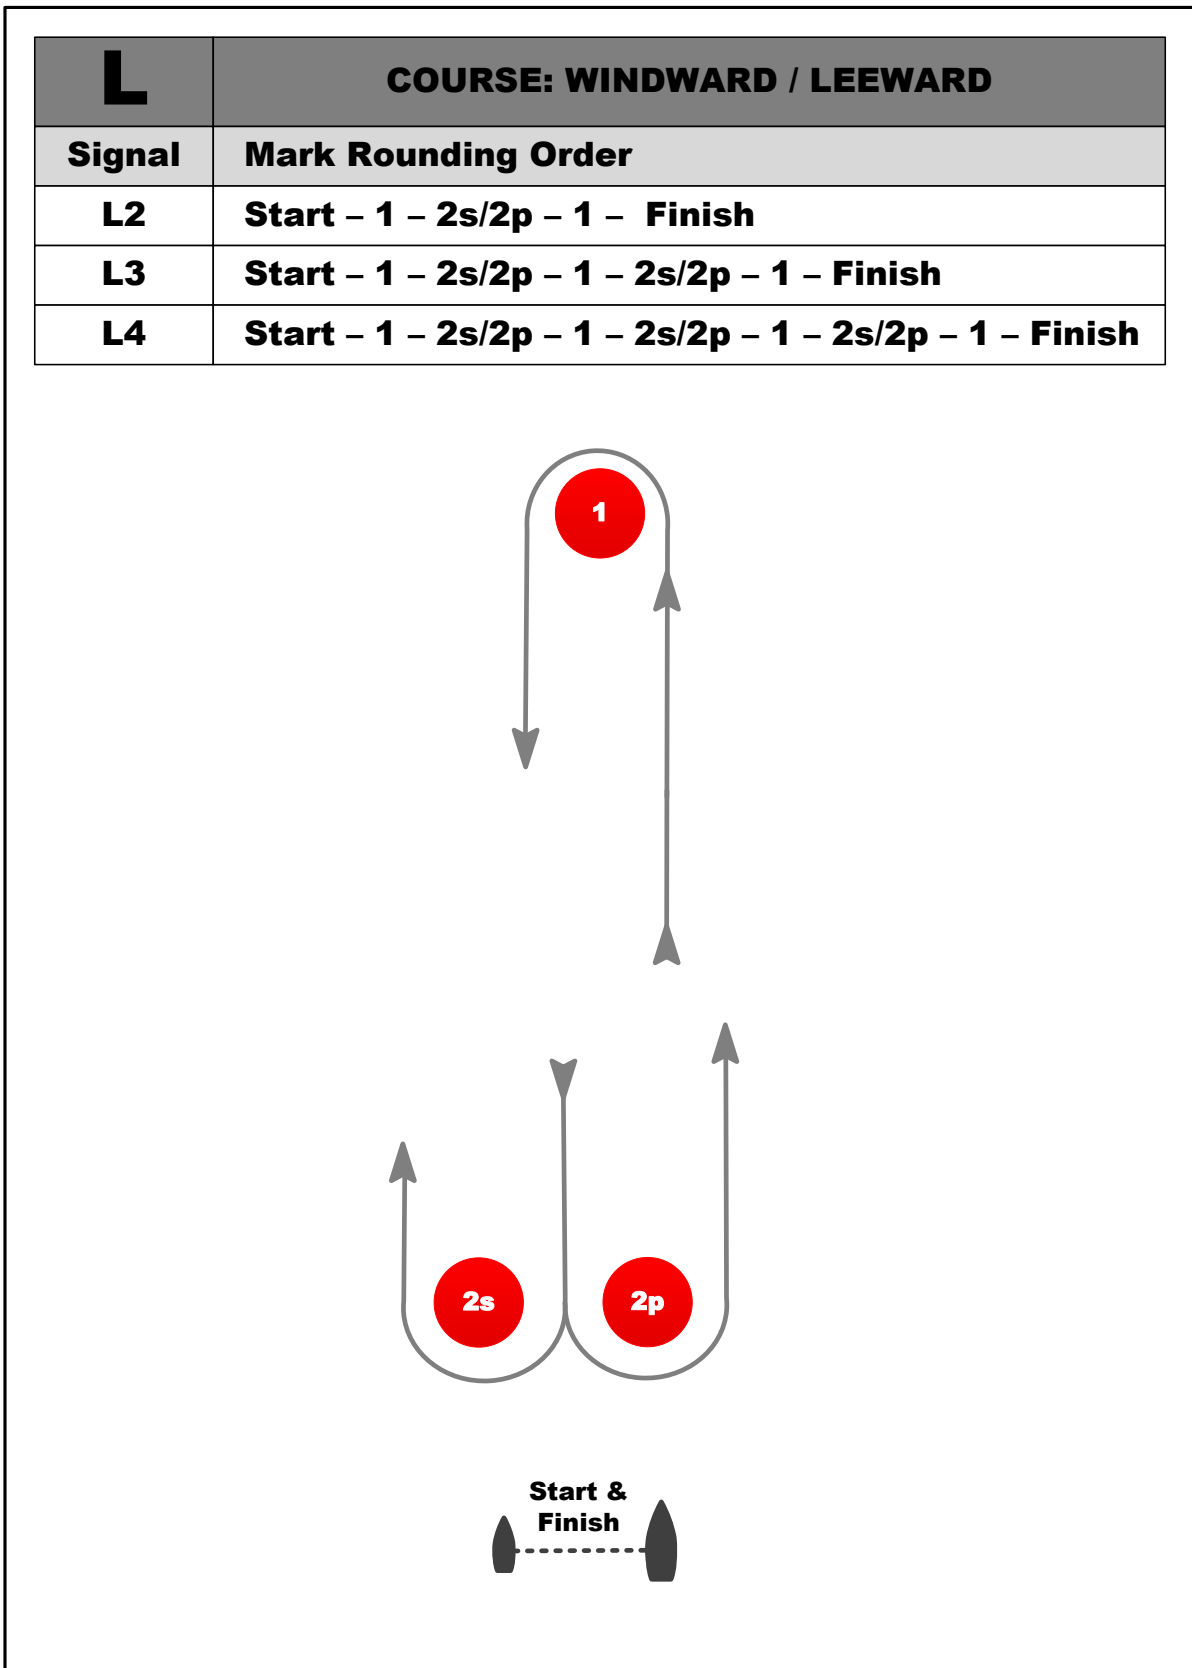 L COURSE: WINDWARD / LEEWARD
Signal Mark Rounding Order
L2 Start – 1 – 2s/2p – 1 – Finish
L3 Start – 1 – 2s/2p – 1 – 2s/2p – 1 – Finish
L4 Start – 1 – 2s/2p – 1 – 2s/2p – 1 – 2s/2p – 1 – Finish
1
2s 2p
Start &
Finish